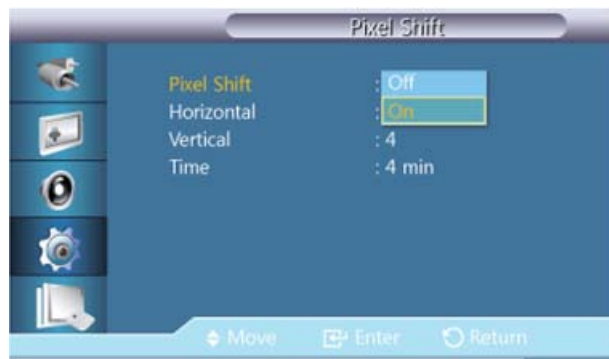 Pixel Shift
Pixel Shift : Off
Horizontal : On
Vertical : 4
Time : 4 min
Move Enter Return